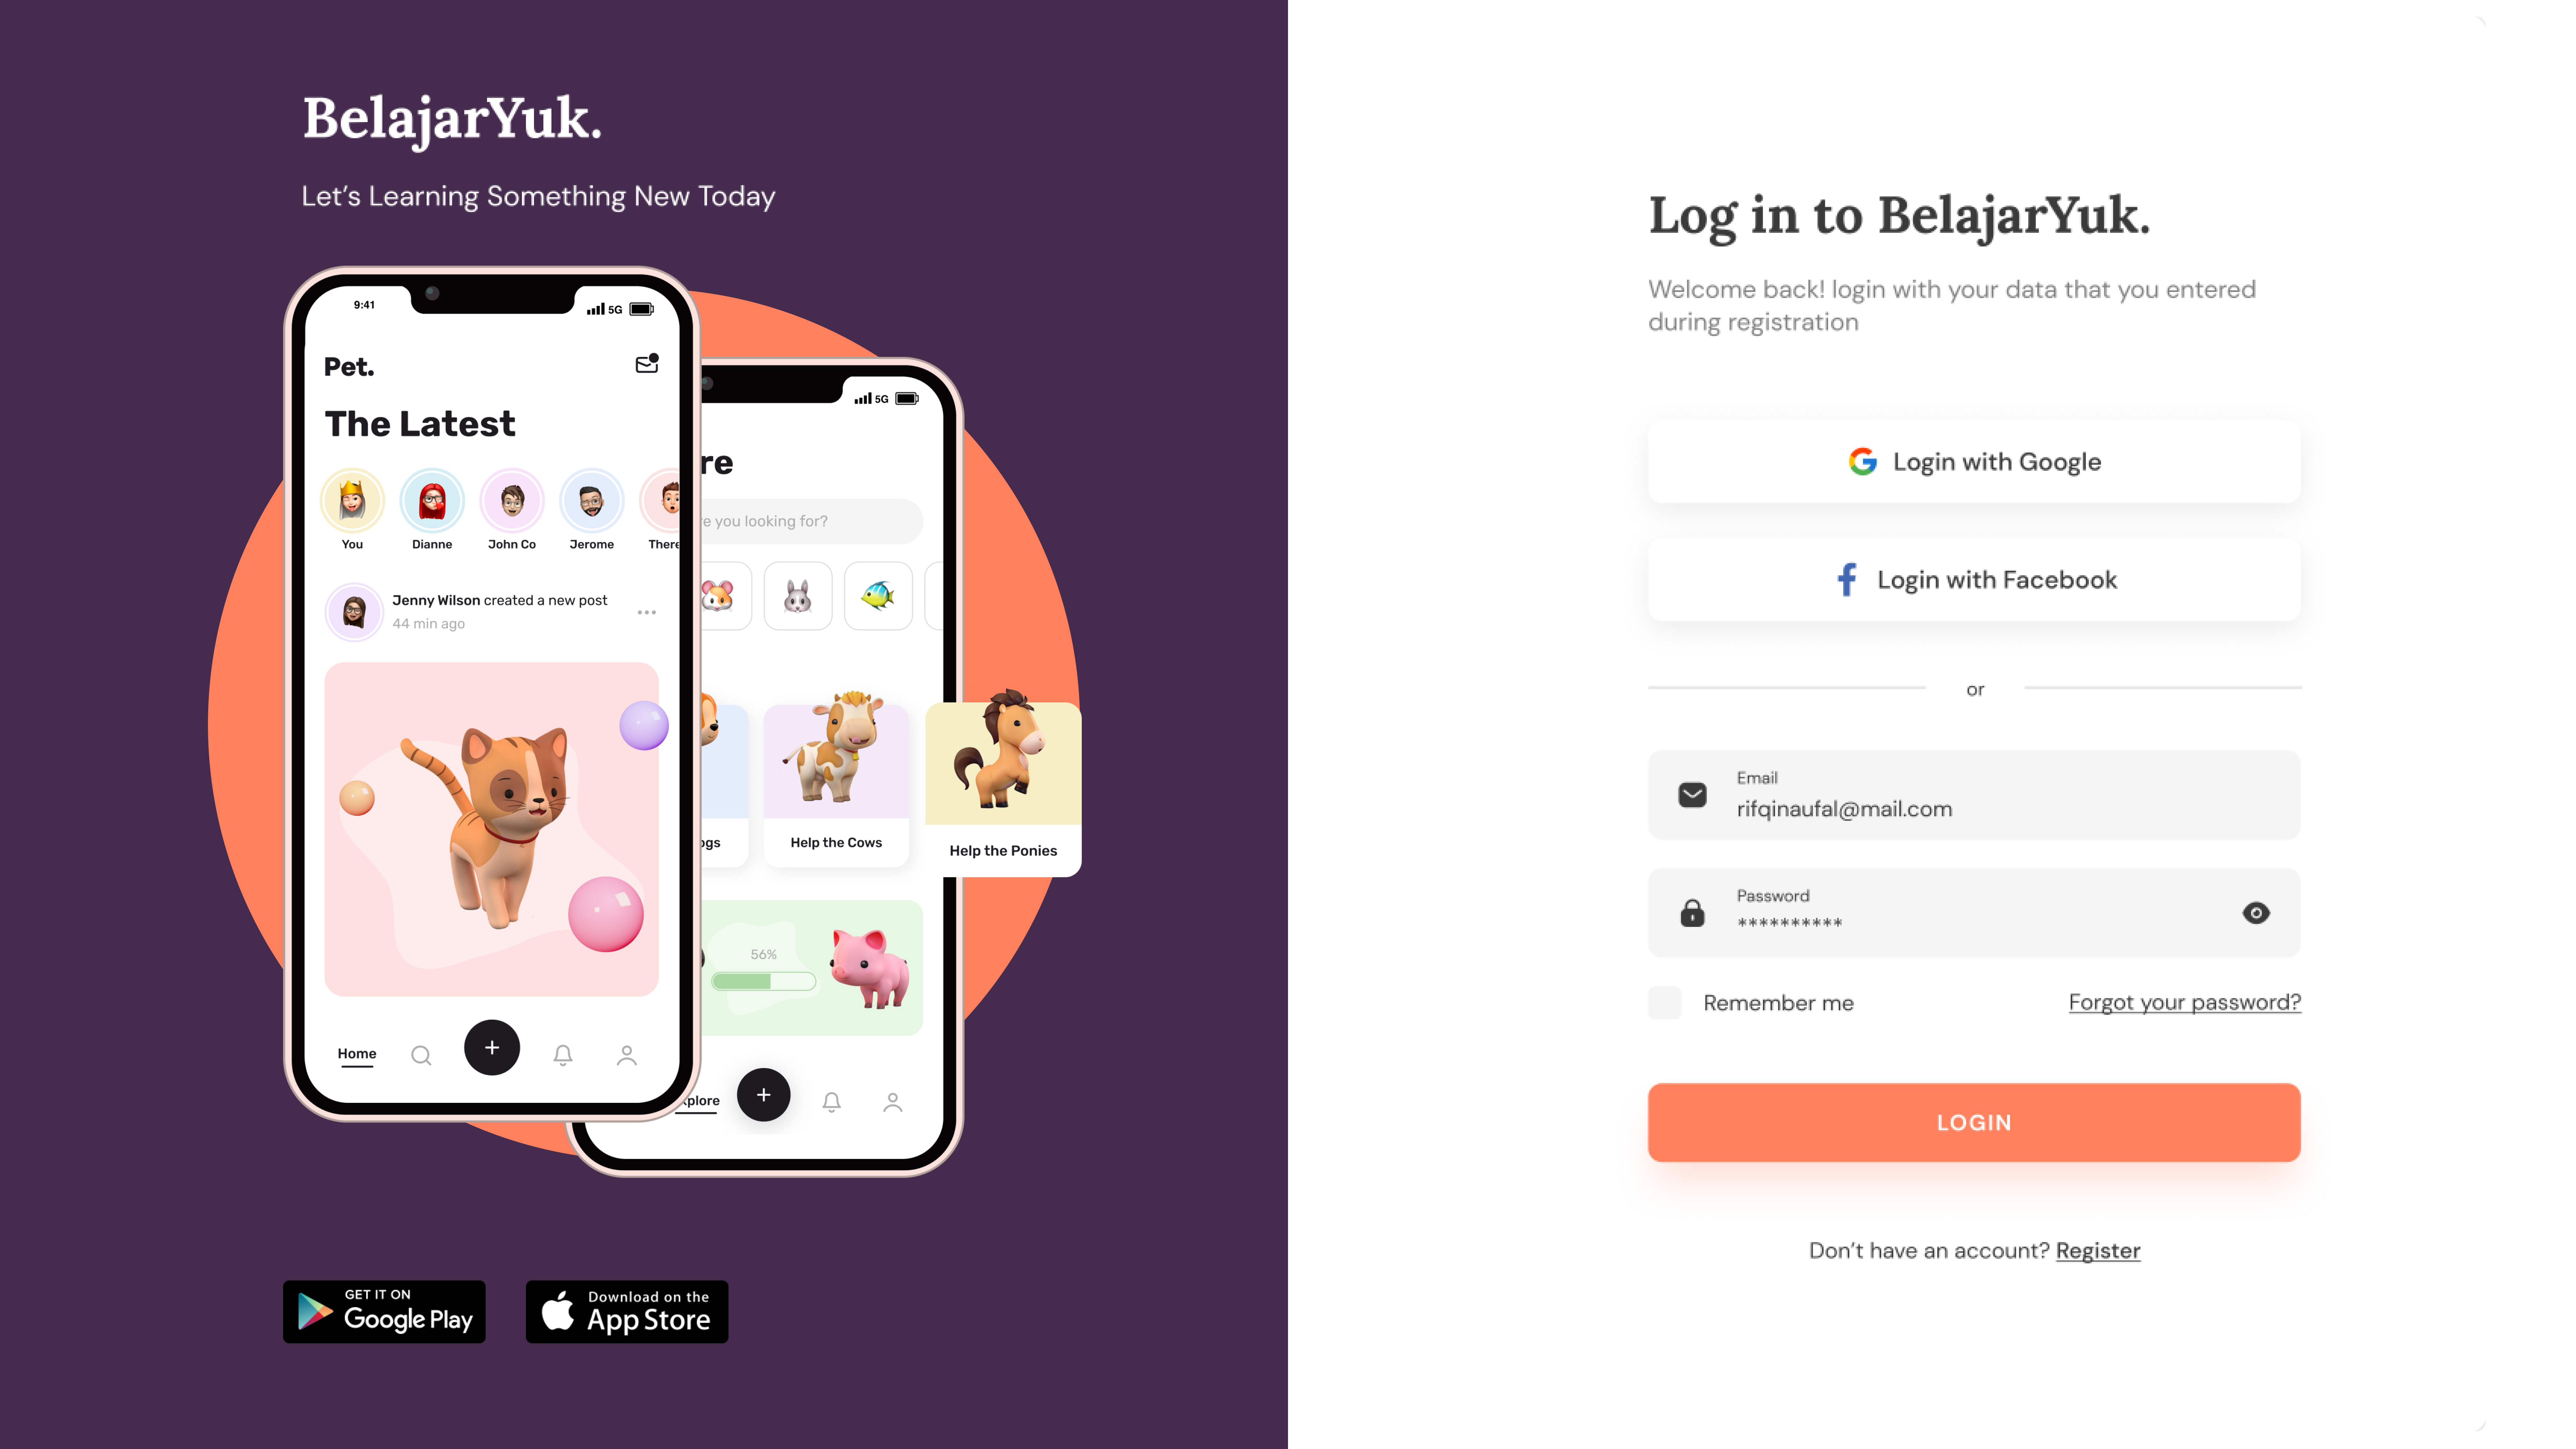 BelajarYuk.
Let's Learning Something New Today
9:41
5G
Pet.
The Latest
You
Dianne
John Co
Jerome
There
Jenny Wilson created a new post
44 min ago
Home
5G
re
e you looking for?
ogs
Help the Cows
Help the Ponies
56%
plore
GET IT ON
Google Play
Download on the
App Store
Log in to BelajarYuk.
Welcome back! login with your data that you entered
during registration
Login with Google
Login with Facebook
or
Email
rifqinaufal@mail.com
Password
**********
Remember me
Forgot your password?
LOGIN
Don't have an account? Register